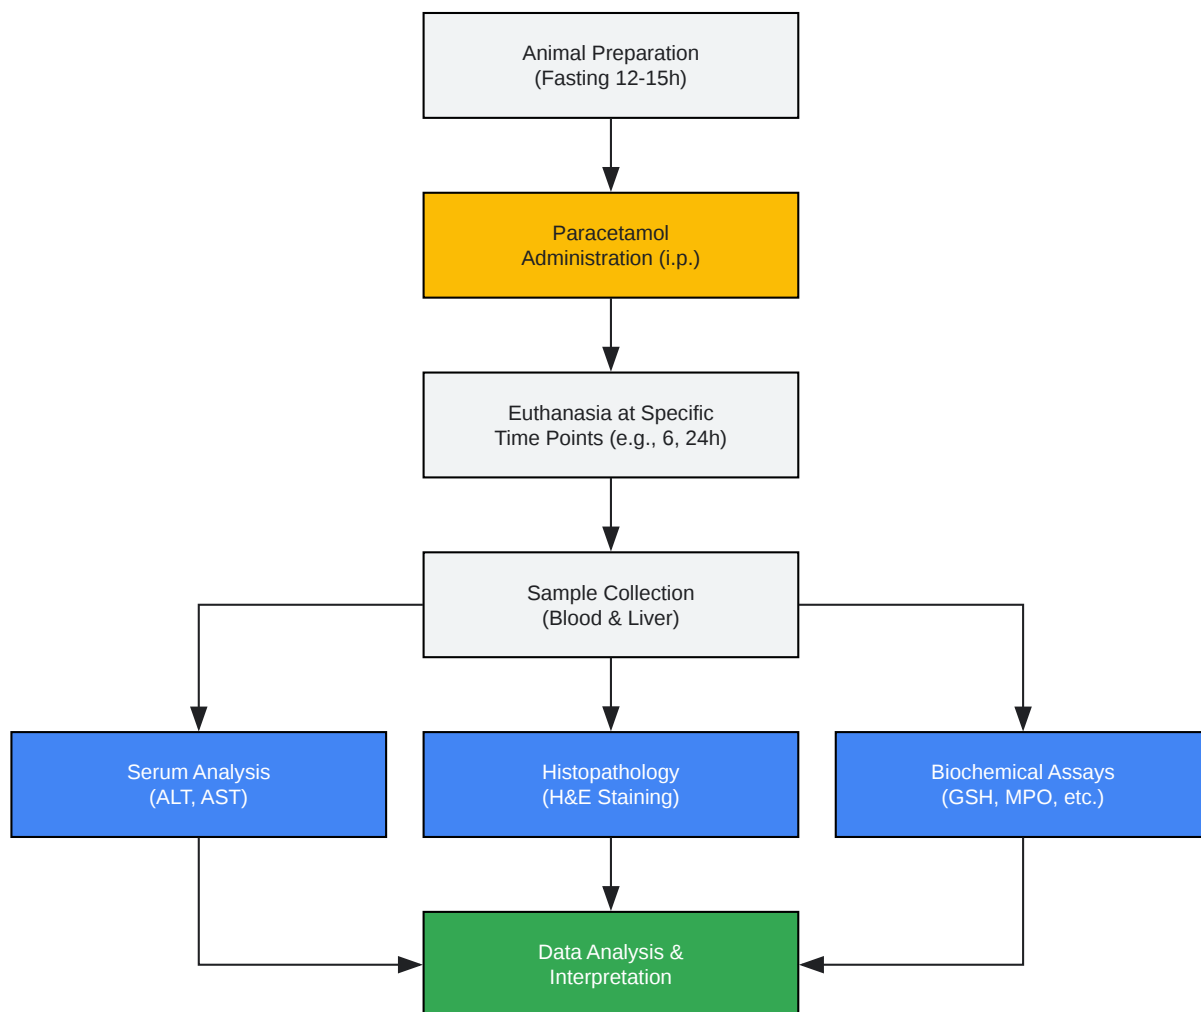 Animal Preparation
(Fasting 12-15h)
Paracetamol
Administration (i.p.)
Euthanasia at Specific
Time Points (e.g., 6, 24h)
Sample Collection
(Blood & Liver)
Serum Analysis
(ALT, AST)
Histopathology
(H&E Staining)
Biochemical Assays
(GSH, MPO, etc.)
Data Analysis &
Interpretation